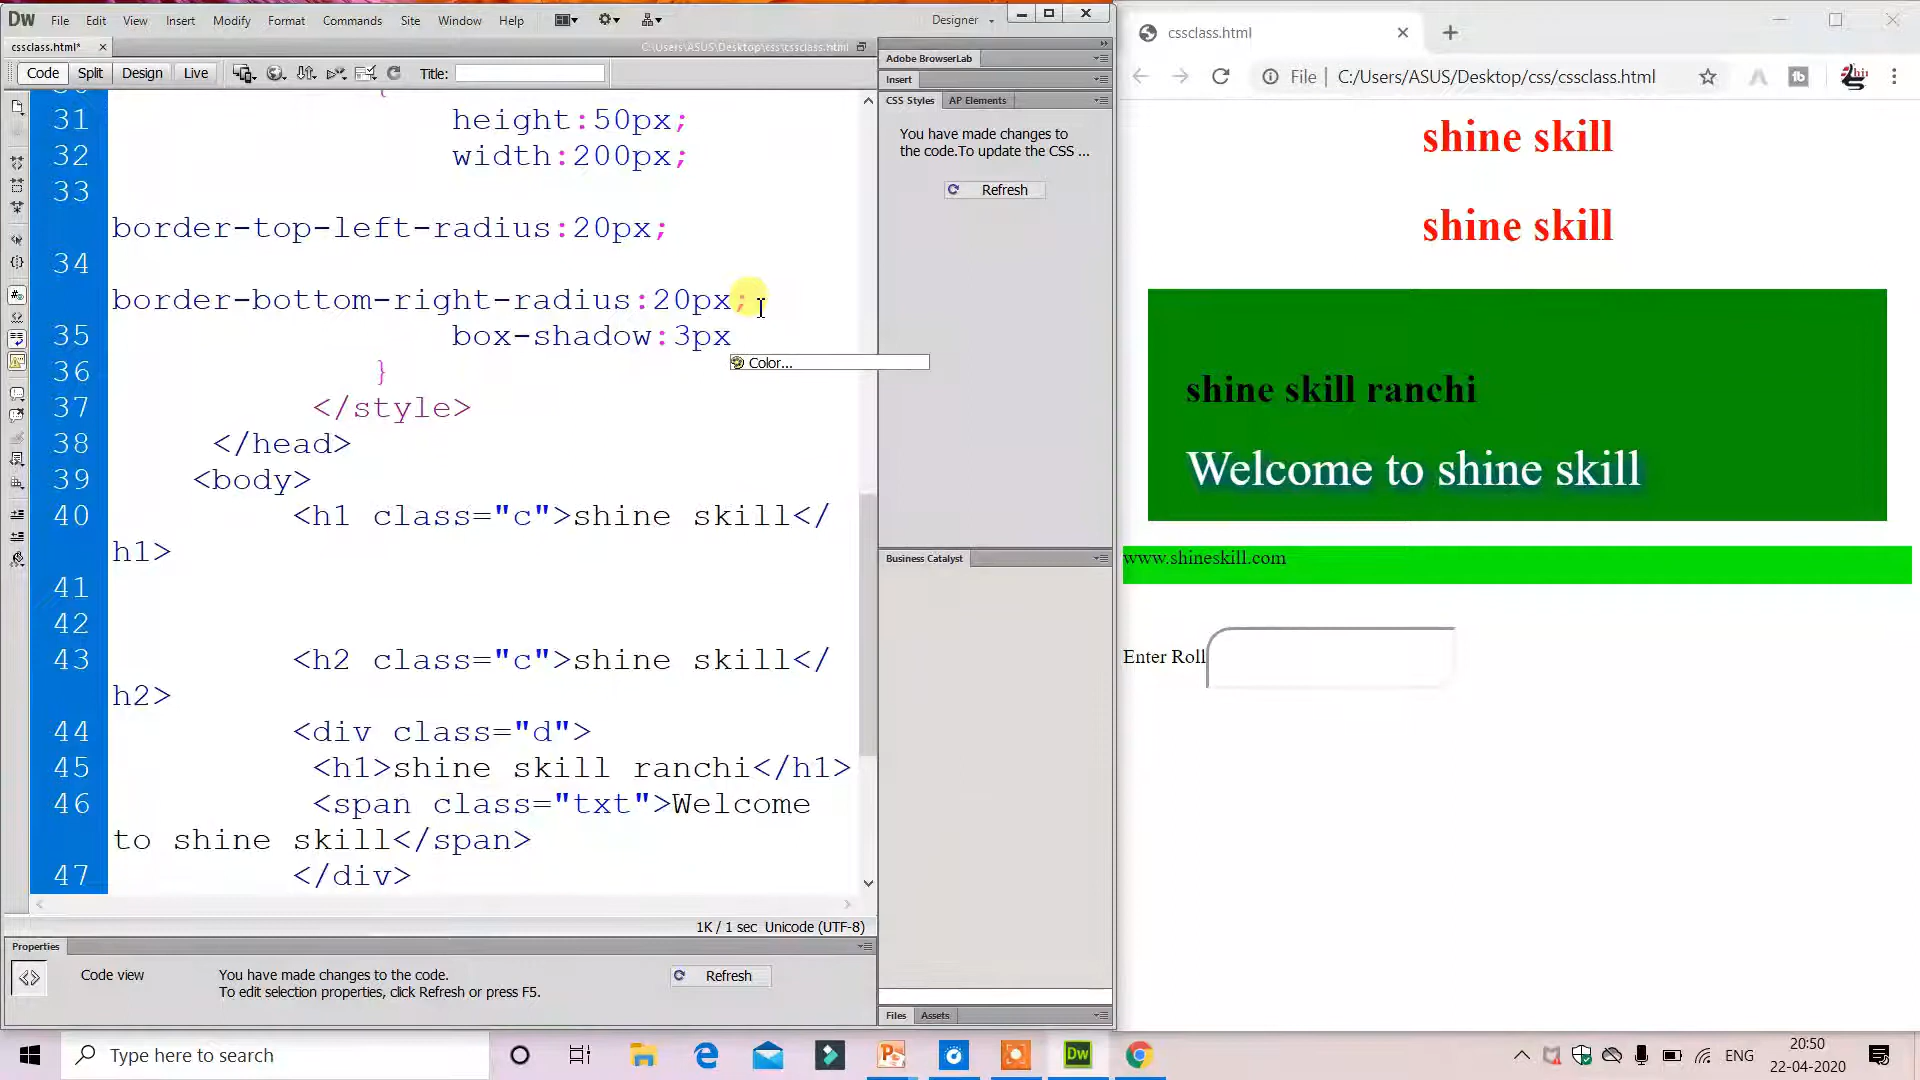 Dw File Edit View Insert Modify Format Commands Site Window Help Designer
cssclass.html* C:\Users\ASUS\Desktop\css\cssclass.html
Code Split Design Live Title:
31 height:50px;
32 width:200px;
33
border-top-left-radius:20px;
34
border-bottom-right-radius:20px;
35 box-shadow:3px
Color...
36 }
37 </style>
38 </head>
39 <body>
40 <h1 class="c">shine skill</
h1>
41
42
43 <h2 class="c">shine skill</
h2>
44 <div class="d">
45 <h1>shine skill ranchi</h1>
46 <span class="txt">Welcome
to shine skill</span>
47 </div>
1K / 1 sec Unicode (UTF-8)
Properties
Code view You have made changes to the code. Refresh
To edit selection properties, click Refresh or press F5.
Adobe BrowserLab
Insert
CSS Styles AP Elements
You have made changes to
the code.To update the CSS ...
Refresh
Business Catalyst
Files Assets
cssclass.html
File C:/Users/ASUS/Desktop/css/cssclass.html
shine skill
shine skill
shine skill ranchi
Welcome to shine skill
www.shineskill.com
Enter Roll
Type here to search
Dw
ENG
20:50
22-04-2020